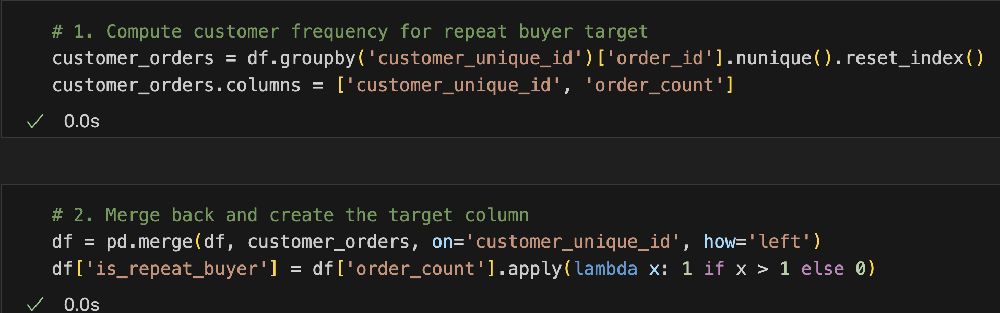 # 1. Compute customer frequency for repeat buyer target
customer_orders = df.groupby('customer_unique_id')['order_id'].nunique().reset_index()
customer_orders.columns = ['customer_unique_id', 'order_count']
0.0s
# 2. Merge back and create the target column
df = pd.merge(df, customer_orders, on='customer_unique_id', how='left')
df['is_repeat_buyer'] = df['order_count'].apply(lambda x: 1 if x > 1 else 0)
0.0s